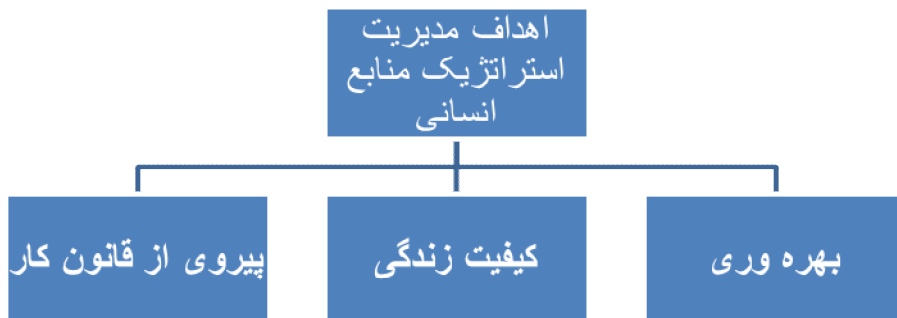 اهداف مدیریت
استراتژیک منابع
انسانی
بهره وری
کیفیت زندگی
پیروی از قانون کار